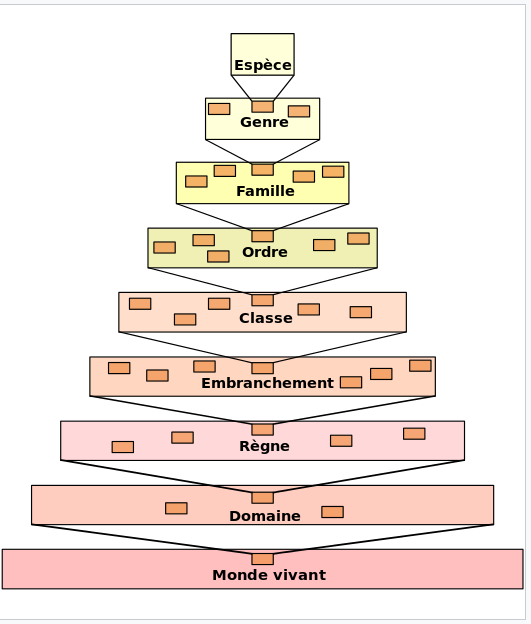 Espèce
Genre
Famille
Ordre
Classe
Embranchement
Règne
Domaine
Monde vivant